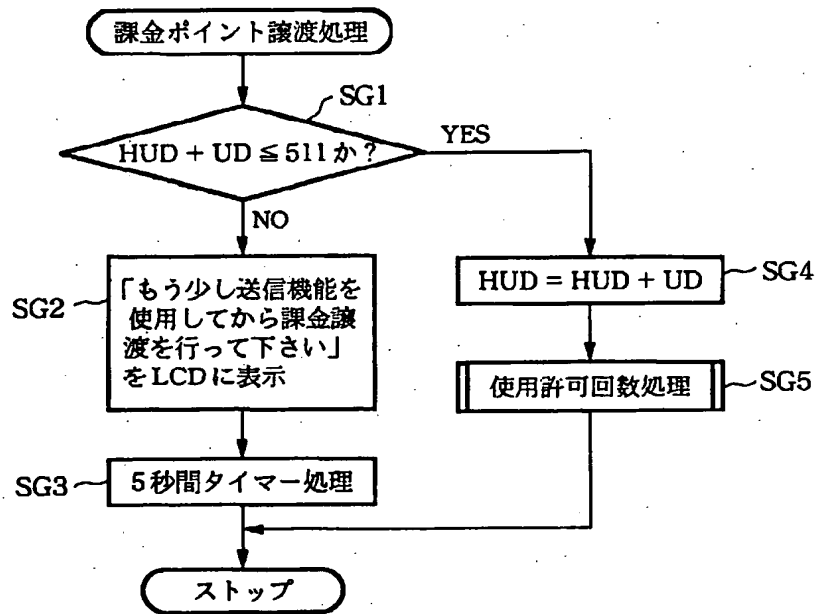 課金ポイント譲渡処理
SG1
HUD + UD ≦ 511か?
YES
NO
SG2
「もう少し送信機能を
使用してから課金譲
渡を行って下さい」
をLCDに表示
HUD = HUD + UD
SG4
使用許可回数処理
SG5
SG3
5秒間タイマー処理
ストップ